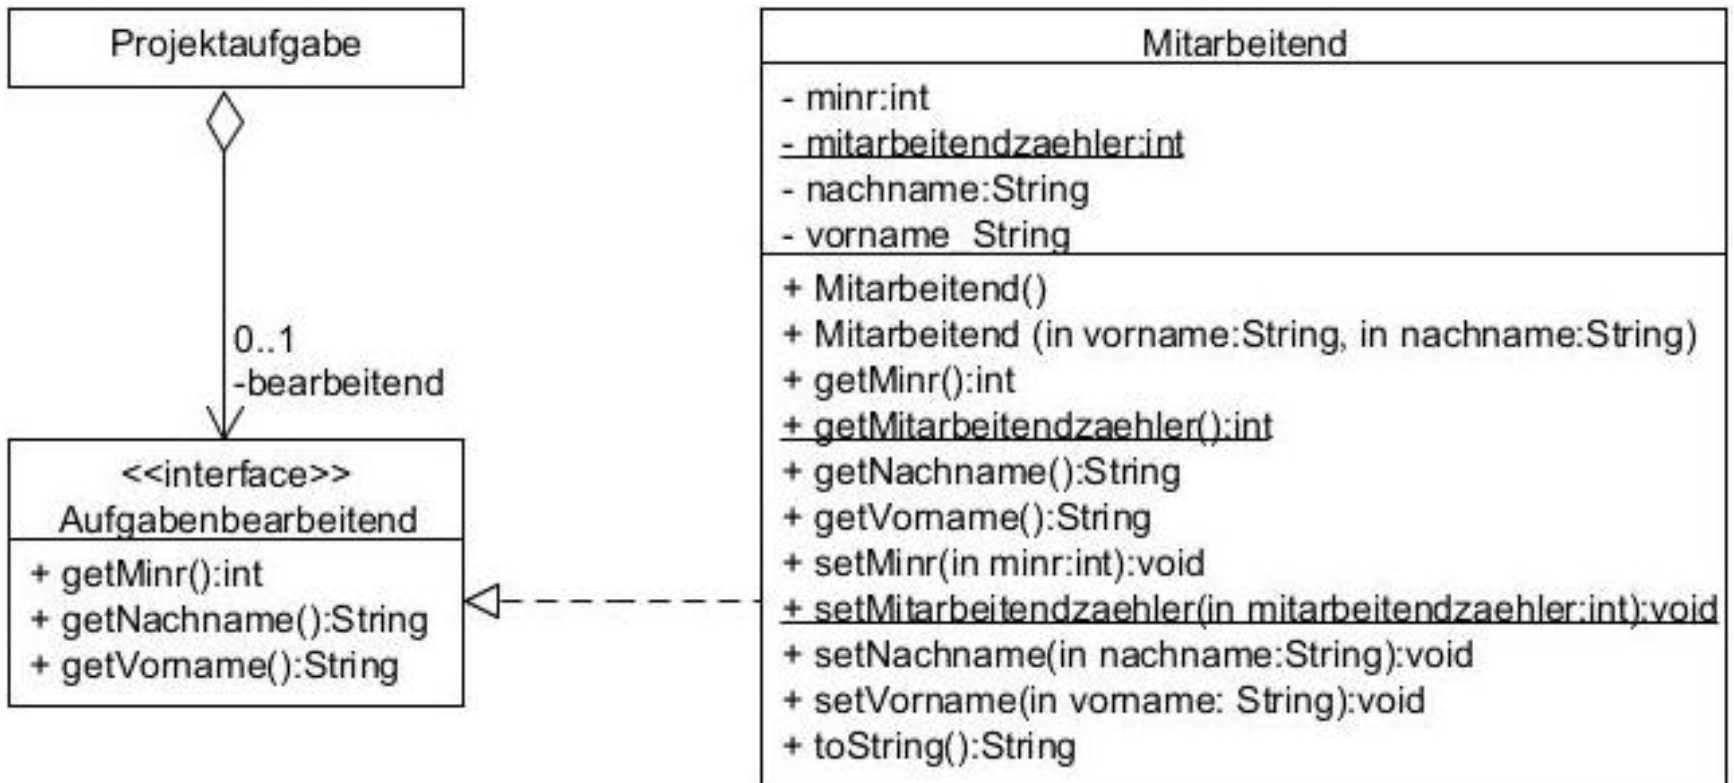 Projektaufgabe
0..1
-bearbeitend
<<interface>>
Aufgabenbearbeitend
+ getMinr():int
+ getNachname():String
+ getVorname():String
Mitarbeitend
- minr:int
- mitarbeitendzaehler:int
- nachname:String
- vorname  String
+ Mitarbeitend()
+ Mitarbeitend (in vorname:String, in nachname:String)
+ getMinr():int
+ getMitarbeitendzaehler():int
+ getNachname():String
+ getVorname():String
+ setMinr(in minr:int):void
+ setMitarbeitendzaehler(in mitarbeitendzaehler:int):void
+ setNachname(in nachname:String):void
+ setVorname(in vorname: String):void
+ toString():String